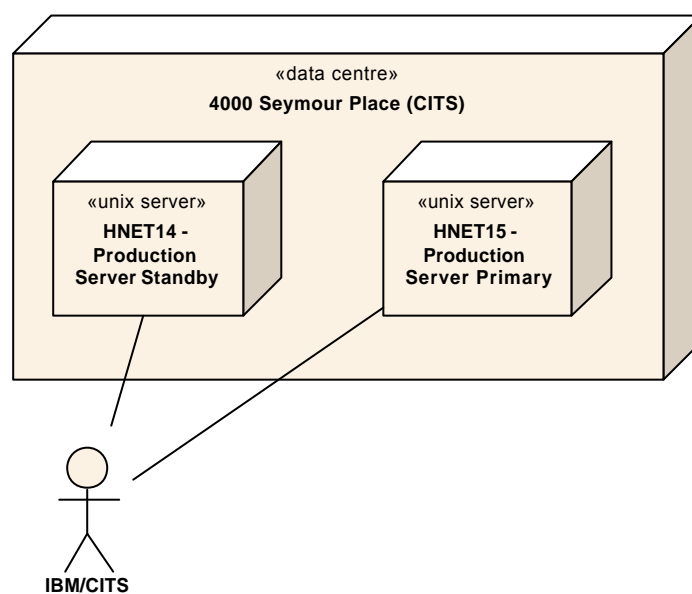 «data centre»
4000 Seymour Place (CITS)
«unix server»
HNET14 -
Production
Server Standby
«unix server»
HNET15 -
Production
Server Primary
IBM/CITS